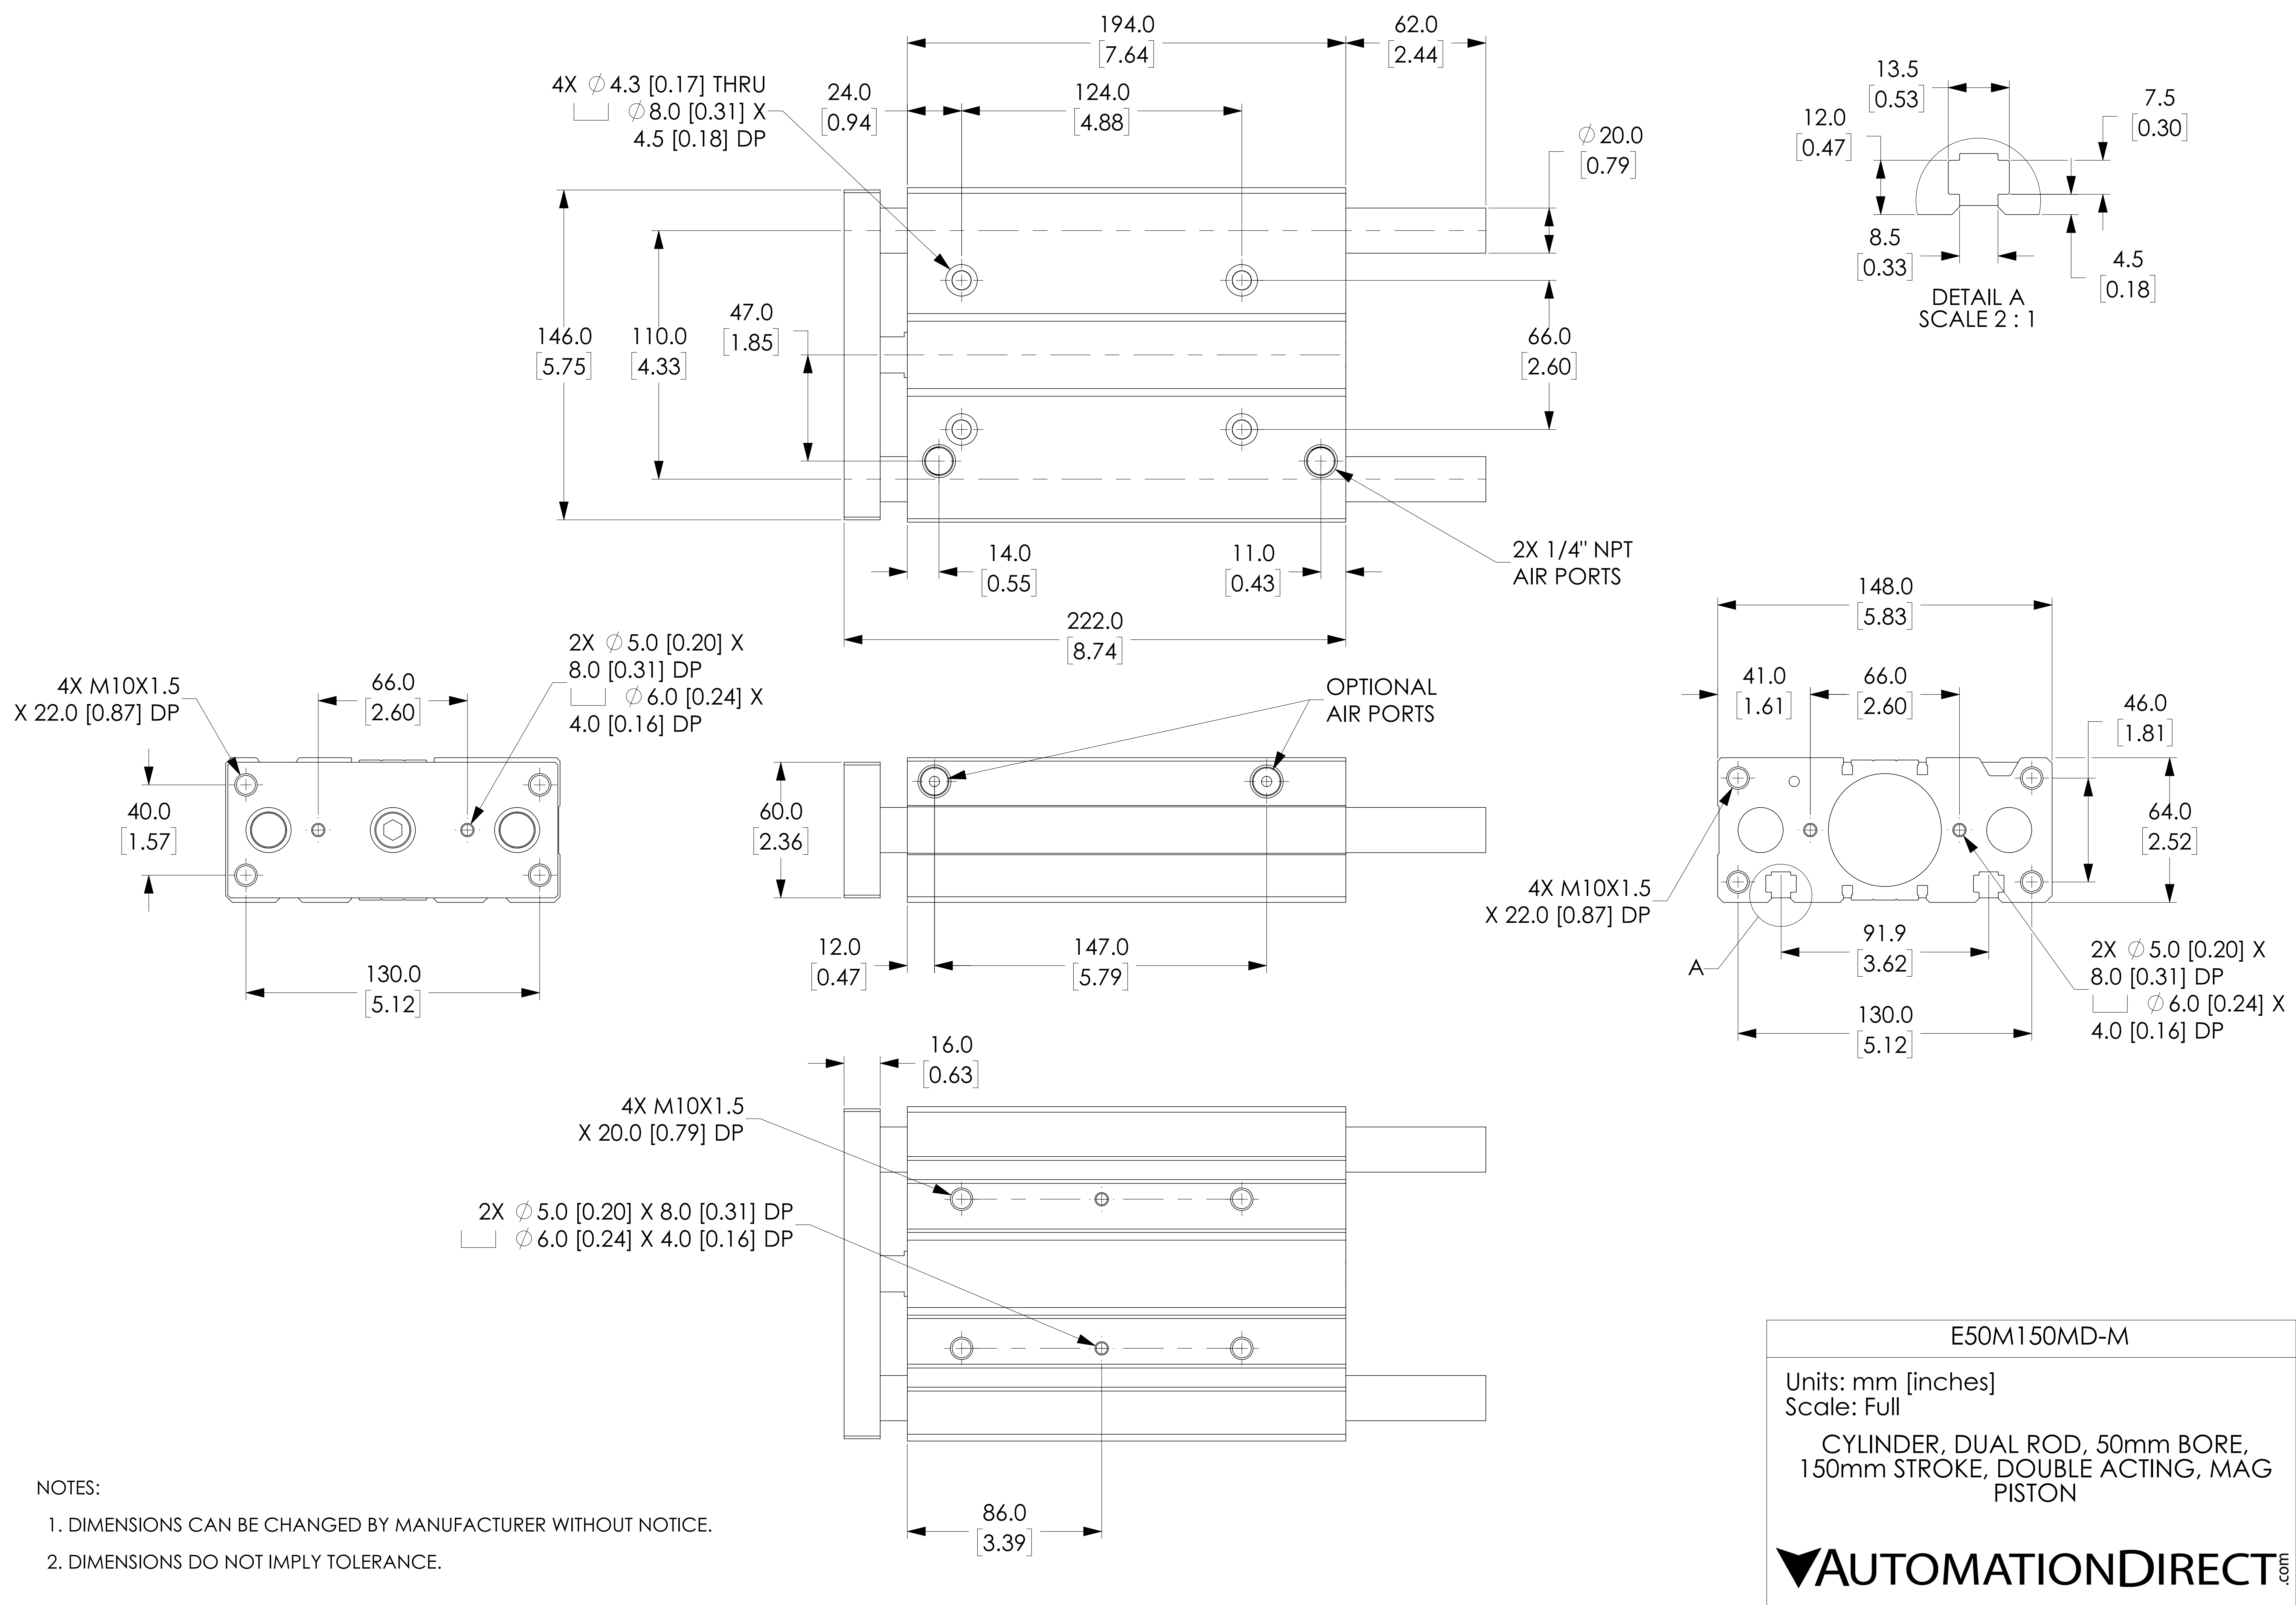 194.0
[7.64]
62.0
[2.44]
4X ∅ 4.3 [0.17] THRU
⌴ ∅ 8.0 [0.31] X
4.5 [0.18] DP
24.0
[0.94]
124.0
[4.88]
∅ 20.0
[0.79]
13.5
[0.53]
12.0
[0.47]
7.5
[0.30]
8.5
[0.33]
4.5
[0.18]
DETAIL A
SCALE 2 : 1
146.0
[5.75]
110.0
[4.33]
47.0
[1.85]
66.0
[2.60]
14.0
[0.55]
11.0
[0.43]
2X 1/4" NPT
AIR PORTS
222.0
[8.74]
4X M10X1.5
X 22.0 [0.87] DP
66.0
[2.60]
2X ∅ 5.0 [0.20] X
8.0 [0.31] DP
⌴ ∅ 6.0 [0.24] X
4.0 [0.16] DP
40.0
[1.57]
130.0
[5.12]
OPTIONAL
AIR PORTS
60.0
[2.36]
12.0
[0.47]
147.0
[5.79]
148.0
[5.83]
41.0
[1.61]
66.0
[2.60]
46.0
[1.81]
64.0
[2.52]
4X M10X1.5
X 22.0 [0.87] DP
A
91.9
[3.62]
130.0
[5.12]
2X ∅ 5.0 [0.20] X
8.0 [0.31] DP
⌴ ∅ 6.0 [0.24] X
4.0 [0.16] DP
16.0
[0.63]
4X M10X1.5
X 20.0 [0.79] DP
2X ∅ 5.0 [0.20] X 8.0 [0.31] DP
⌴ ∅ 6.0 [0.24] X 4.0 [0.16] DP
86.0
[3.39]
NOTES:
1. DIMENSIONS CAN BE CHANGED BY MANUFACTURER WITHOUT NOTICE.
2. DIMENSIONS DO NOT IMPLY TOLERANCE.
E50M150MD-M
Units: mm [inches]
Scale: Full
CYLINDER, DUAL ROD, 50mm BORE,
150mm STROKE, DOUBLE ACTING, MAG
PISTON
AUTOMATIONDIRECT.com